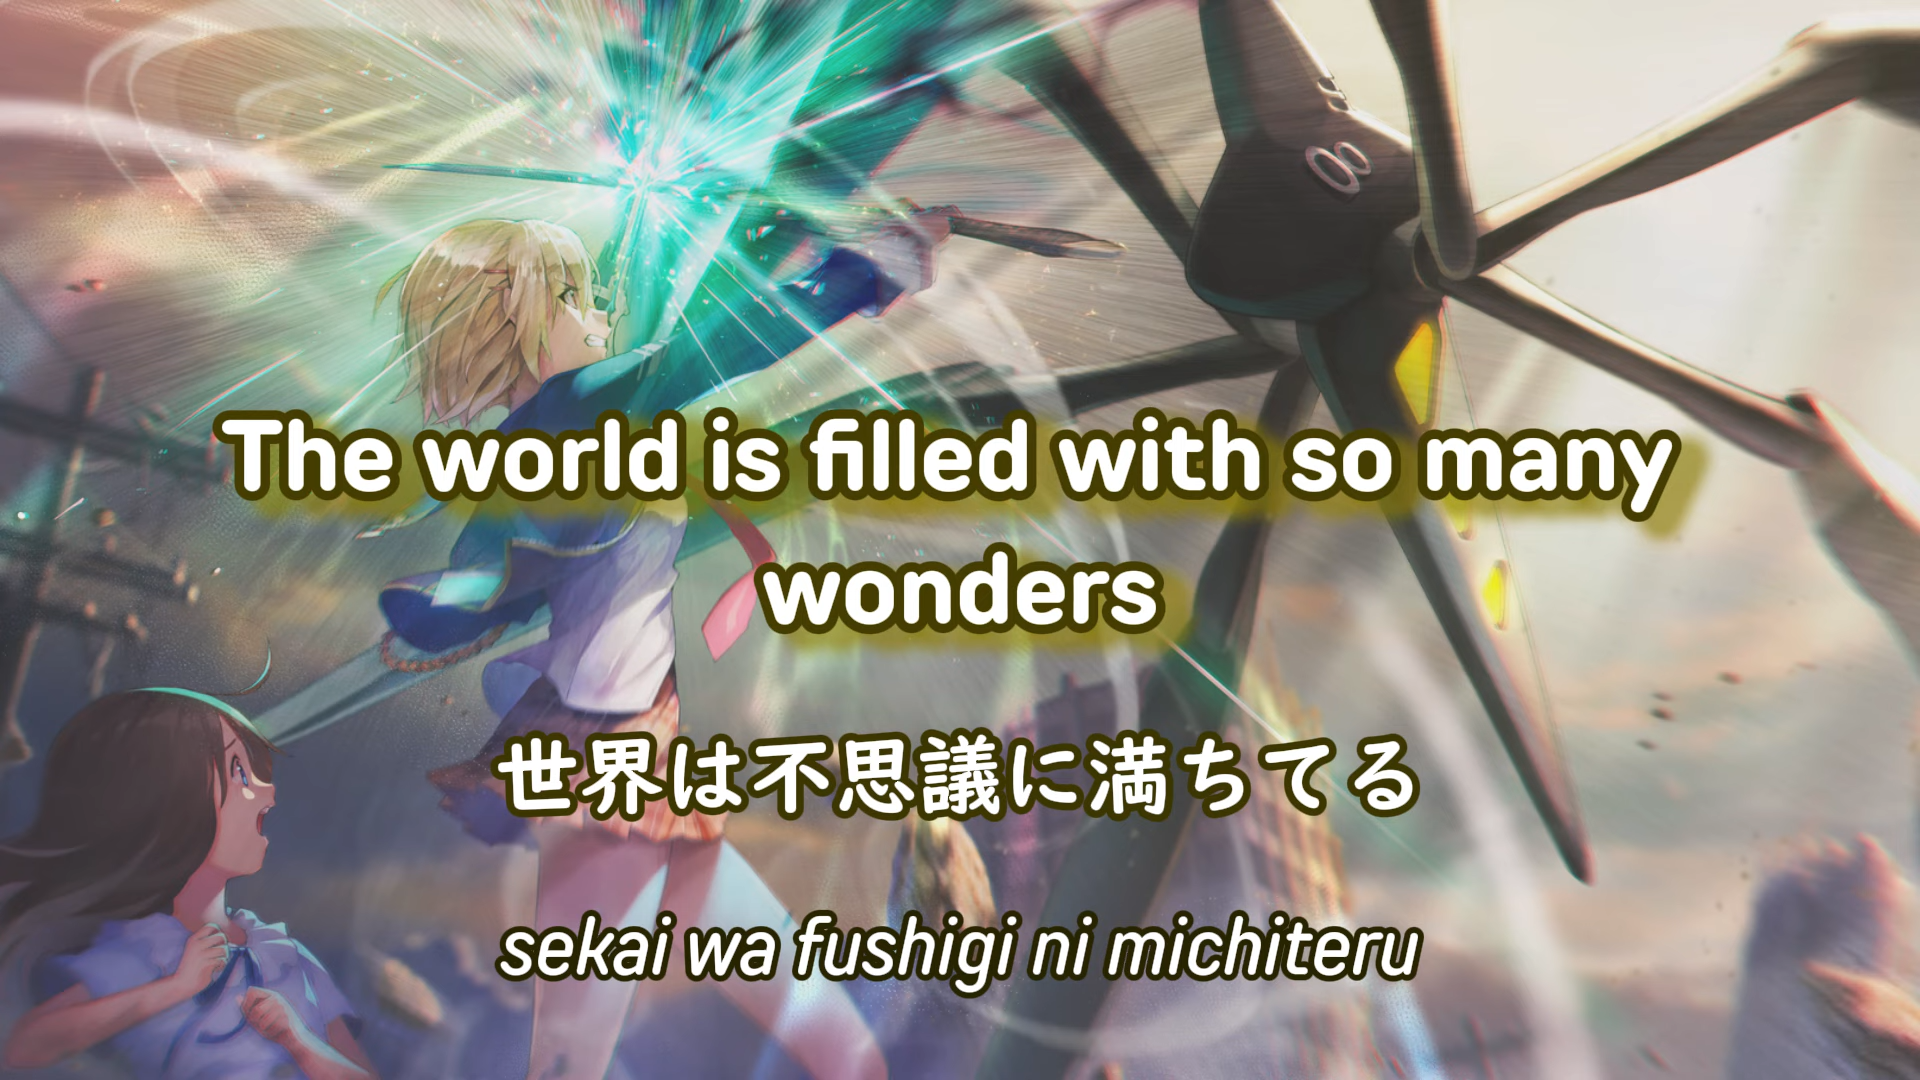 08
The world is filled with so many
wonders
世界は不思議に満ちてる
sekai wa fushigi ni michiteru